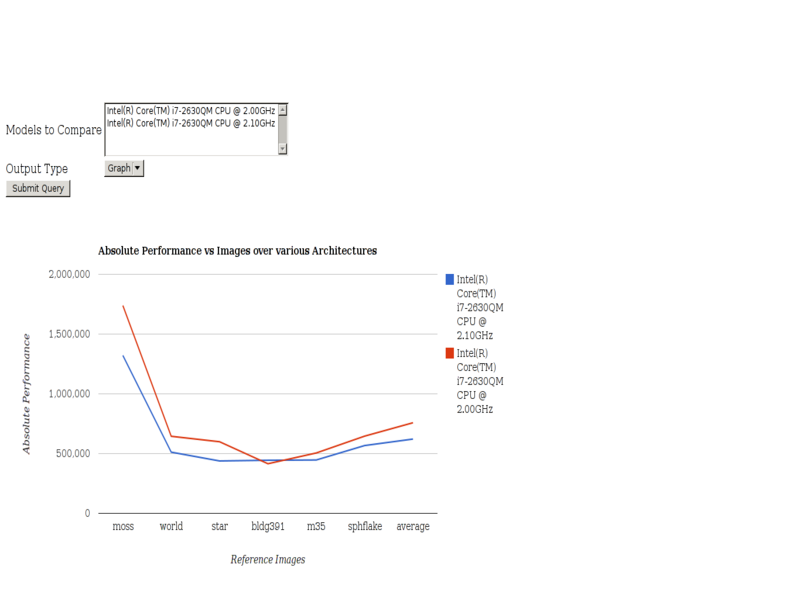 Intel(R) Core(TM) i7-2630QM CPU @ 2.00GHz
Intel(R) Core(TM) i7-2630QM CPU @ 2.10GHz
Models to Compare
Output Type
Graph
Submit Query
Absolute Performance vs Images over various Architectures
2,000,000
1,500,000
1,000,000
500,000
0
Absolute Performance
moss world star bldg391 m35 sphflake average
Reference Images
Intel(R)
Core(TM)
i7-2630QM
CPU @
2.10GHz
Intel(R)
Core(TM)
i7-2630QM
CPU @
2.00GHz